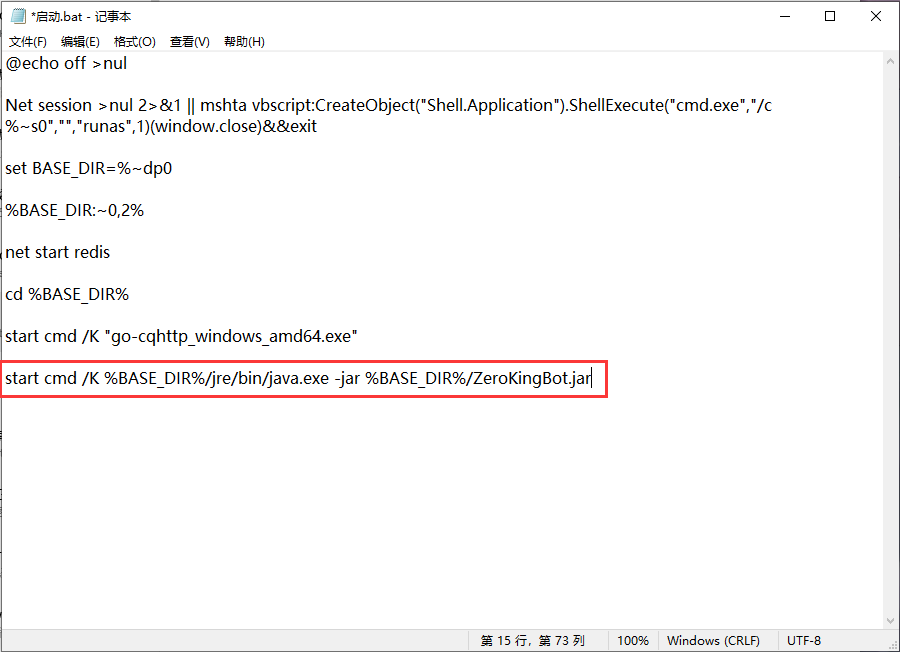 *启动.bat - 记事本
文件(F) 编辑(E) 格式(O) 查看(V) 帮助(H)
@echo off >nul
Net session >nul 2>&1 || mshta vbscript:CreateObject("Shell.Application").ShellExecute("cmd.exe","/c
%~s0","","runas",1)(window.close)&&exit
set BASE_DIR=%~dp0
%BASE_DIR:~0,2%
net start redis
cd %BASE_DIR%
start cmd /K "go-cqhttp_windows_amd64.exe"
start cmd /K %BASE_DIR%/jre/bin/java.exe -jar %BASE_DIR%/ZeroKingBot.jar
第 15 行，第 73 列 100% Windows (CRLF) UTF-8